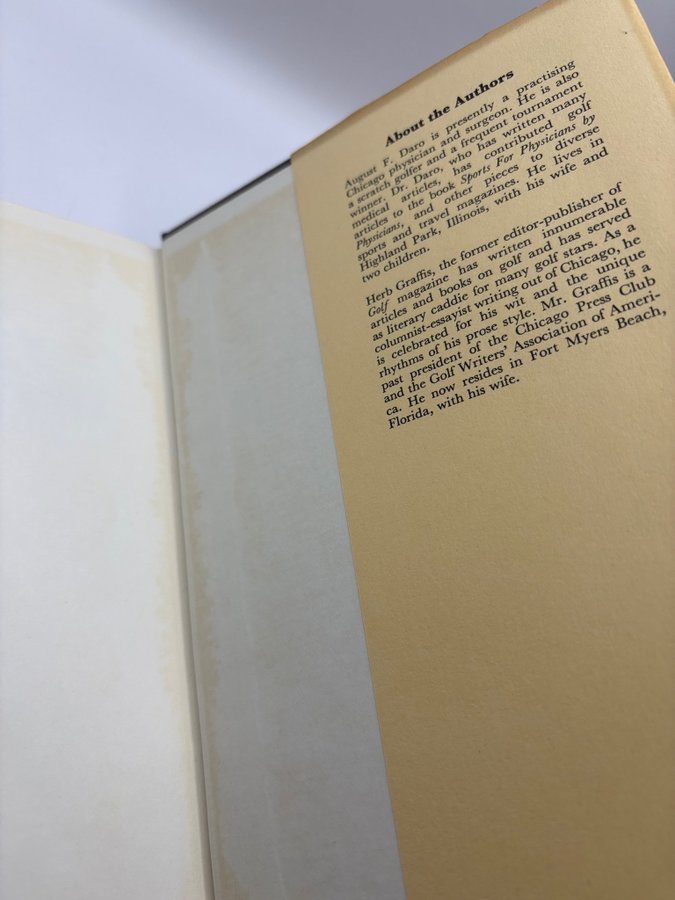 About the Authors
August F. Daro is presently a practising
Chicago physician and surgeon. He is also
a scratch golfer and a frequent tournament
winner. Dr. Daro, who has written many
medical articles, has contributed golf
articles to the book Sports For Physicians by
Physicians, and other pieces to diverse
sports and travel magazines. He lives in
Highland Park, Illinois, with his wife and
two children.
Herb Graffis, the former editor-publisher of
Golf magazine has written innumerable
articles and books on golf and has served
as literary caddie for many golf stars. As a
columnist-essayist writing out of Chicago, he
is celebrated for his wit and the unique
rhythms of his prose style. Mr. Graffis is a
past president of the Chicago Press Club
and the Golf Writers' Association of Ameri-
ca. He now resides in Fort Myers Beach,
Florida, with his wife.